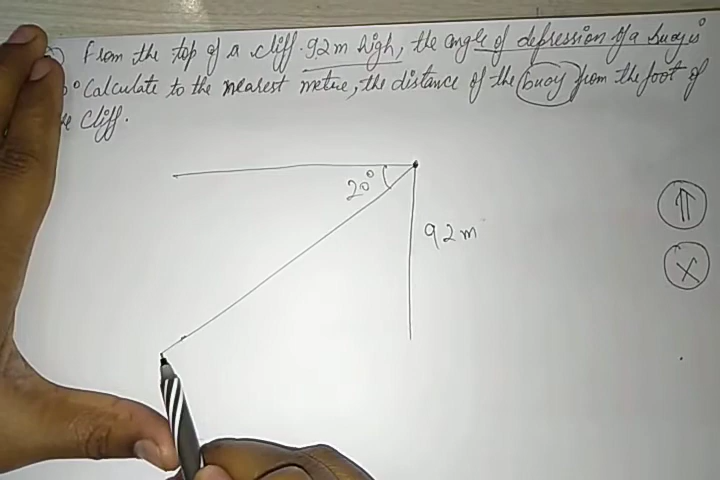 From the top of a cliff 92m high, the angle of depression of a buoy is
0° Calculate to the nearest metre, the distance of the buoy from the foot of
cliff.
20°
92m
π
X